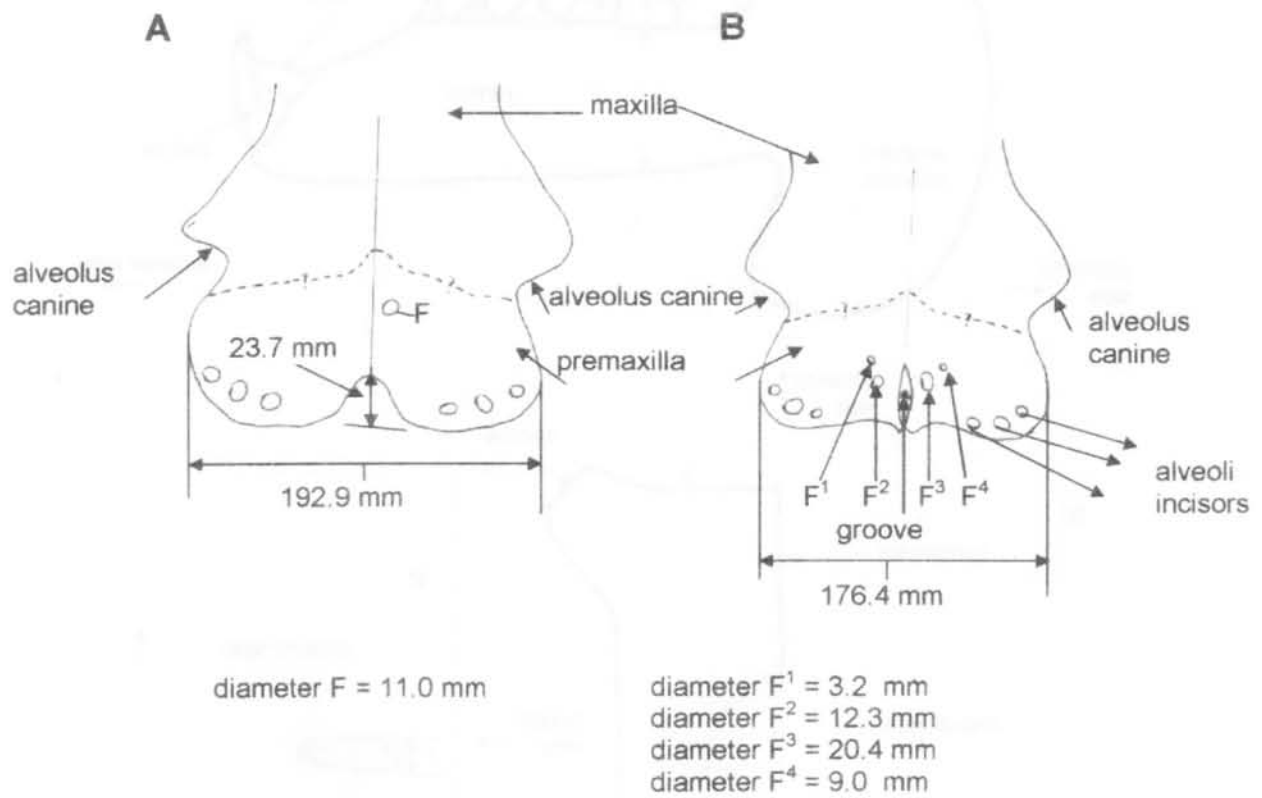 A
B
maxilla
alveolus
canine
alveolus canine
alveolus
canine
F
23.7 mm
premaxilla
192.9 mm
F¹ F² F³ F⁴
groove
alveoli
incisors
176.4 mm
diameter F = 11.0 mm
diameter F¹ = 3.2 mm
diameter F² = 12.3 mm
diameter F³ = 20.4 mm
diameter F⁴ = 9.0 mm